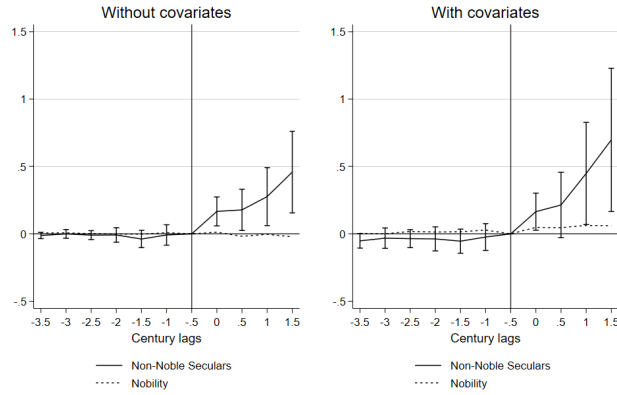 Without covariates
1.5
1
.5
0
-.5
-3.5 -3 -2.5 -2 -1.5 -1 -.5 0 .5 1 1.5
Century lags
Non-Noble Seculars
Nobility
With covariates
1.5
1
.5
0
-.5
-3.5 -3 -2.5 -2 -1.5 -1 -.5 0 .5 1 1.5
Century lags
Non-Noble Seculars
Nobility